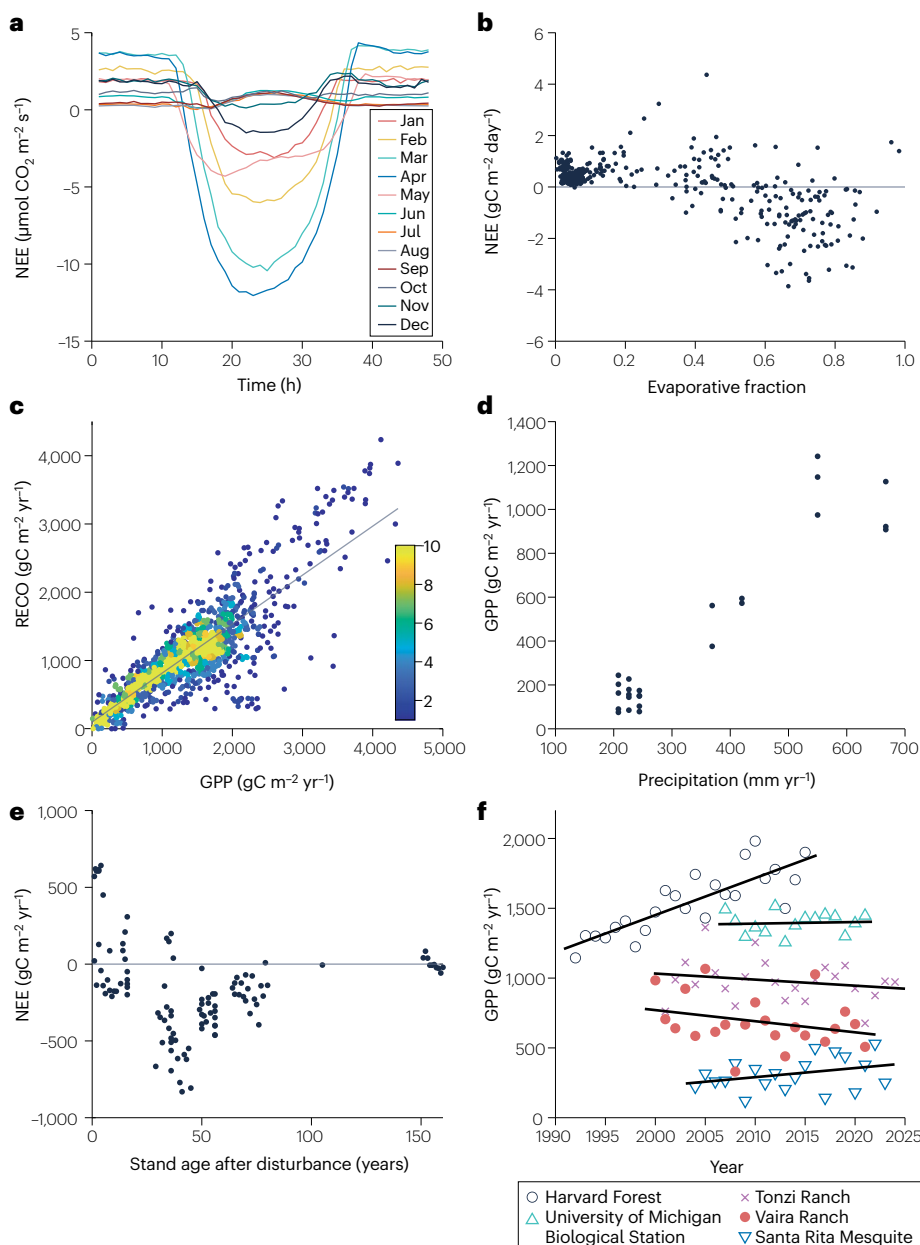 a
NEE (μmol CO₂ m⁻² s⁻¹)
5
0
−5
−10
−15
0
10
20
30
40
50
Time (h)
Jan
Feb
Mar
Apr
May
Jun
Jul
Aug
Sep
Oct
Nov
Dec
b
NEE (gC m⁻² day⁻¹)
6
4
2
0
−2
−4
−6
0
0.2
0.4
0.6
0.8
1.0
Evaporative fraction
c
RECO (gC m⁻² yr⁻¹)
4,000
3,000
2,000
1,000
0
0
1,000
2,000
3,000
4,000
5,000
GPP (gC m⁻² yr⁻¹)
10
8
6
4
2
d
GPP (gC m⁻² yr⁻¹)
1,400
1,200
1,000
800
600
400
200
0
100
200
300
400
500
600
700
Precipitation (mm yr⁻¹)
e
NEE (gC m⁻² yr⁻¹)
1,000
500
0
−500
−1,000
0
50
100
150
Stand age after disturbance (years)
f
GPP (gC m⁻² yr⁻¹)
2,000
1,500
1,000
500
0
1990
1995
2000
2005
2010
2015
2020
2025
Year
Harvard Forest
University of Michigan
Biological Station
Tonzi Ranch
Vaira Ranch
Santa Rita Mesquite